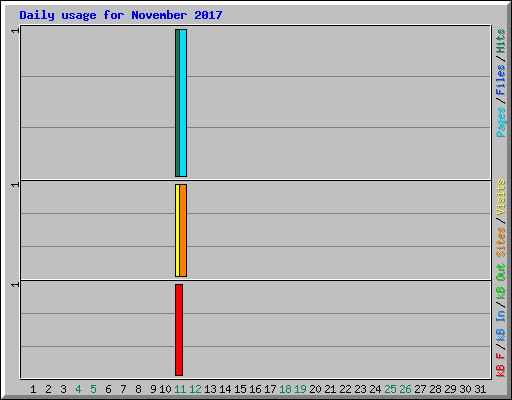 Daily usage for November 2017
1
1
1
Pages / Files / Hits
Sites / Visits
kB F / kB In / kB Out
1 2 3 4 5 6 7 8 9 10 11 12 13 14 15 16 17 18 19 20 21 22 23 24 25 26 27 28 29 30 31